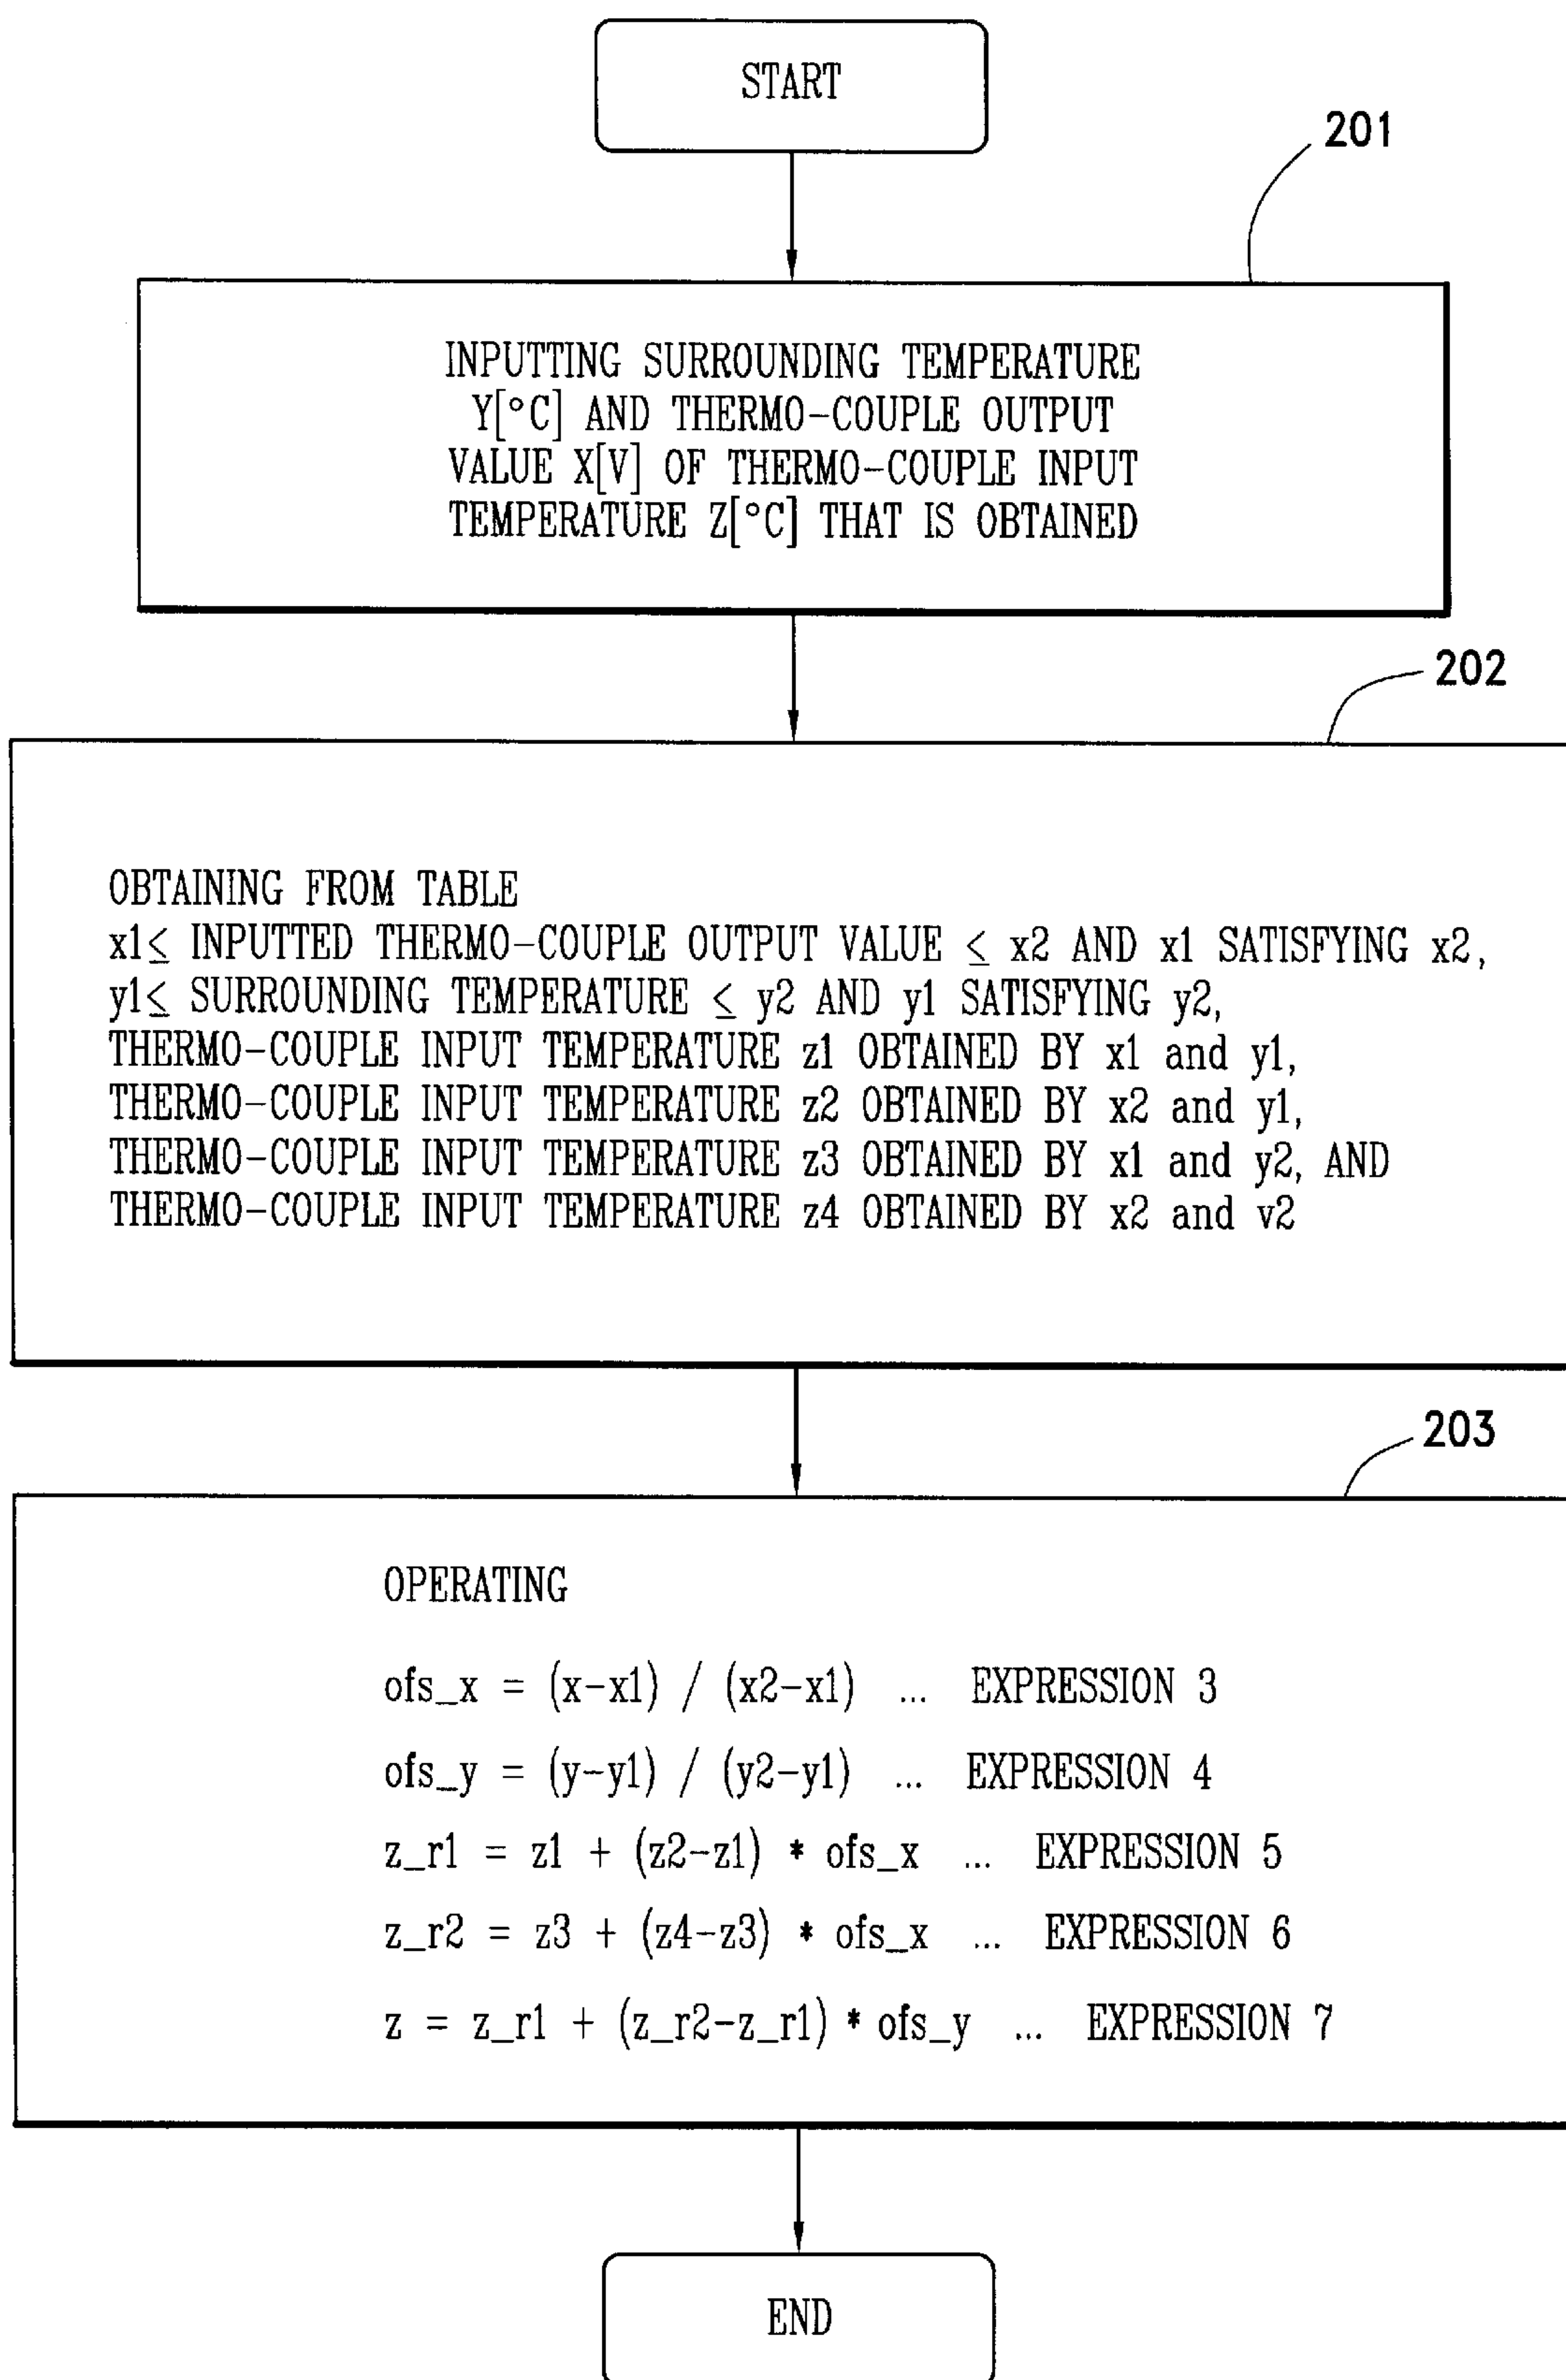 START
201
INPUTTING SURROUNDING TEMPERATURE
Y[°C] AND THERMO-COUPLE OUTPUT
VALUE X[V] OF THERMO-COUPLE INPUT
TEMPERATURE Z[°C] THAT IS OBTAINED
202
OBTAINING FROM TABLE
x1≤ INPUTTED THERMO-COUPLE OUTPUT VALUE ≤ x2 AND x1 SATISFYING x2,
y1≤ SURROUNDING TEMPERATURE ≤ y2 AND y1 SATISFYING y2,
THERMO-COUPLE INPUT TEMPERATURE z1 OBTAINED BY x1 and y1,
THERMO-COUPLE INPUT TEMPERATURE z2 OBTAINED BY x2 and y1,
THERMO-COUPLE INPUT TEMPERATURE z3 OBTAINED BY x1 and y2, AND
THERMO-COUPLE INPUT TEMPERATURE z4 OBTAINED BY x2 and v2
203
OPERATING
ofs_x = (x-x1) / (x2-x1) ... EXPRESSION 3
ofs_y = (y-y1) / (y2-y1) ... EXPRESSION 4
z_r1 = z1 + (z2-z1) * ofs_x ... EXPRESSION 5
z_r2 = z3 + (z4-z3) * ofs_x ... EXPRESSION 6
z = z_r1 + (z_r2-z_r1) * ofs_y ... EXPRESSION 7
END